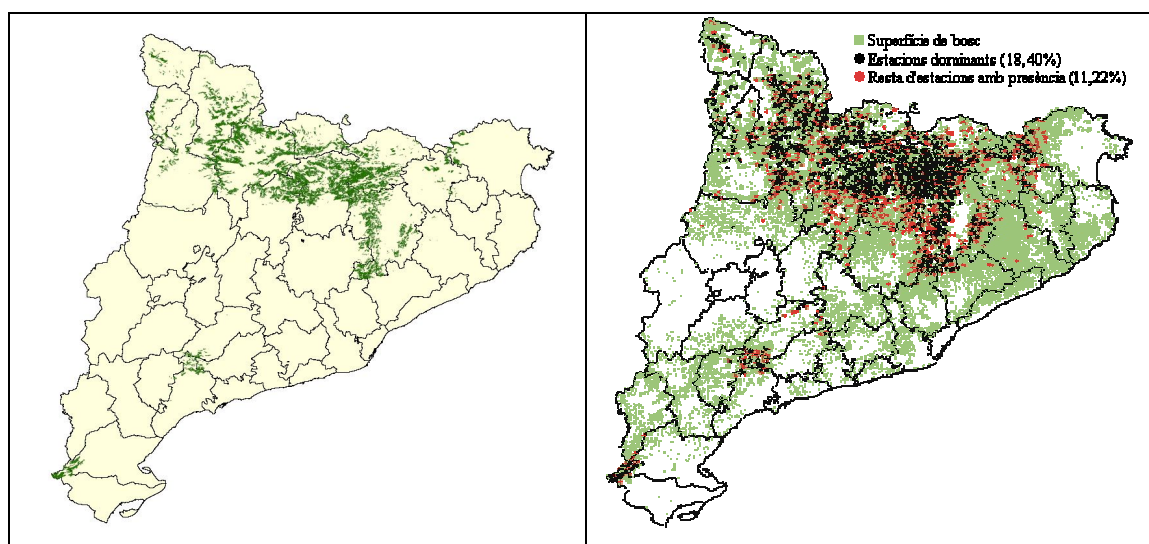 Superfície de bosc
Estacions dominants (18,40%)
Resta d'estacions amb presència (11,22%)